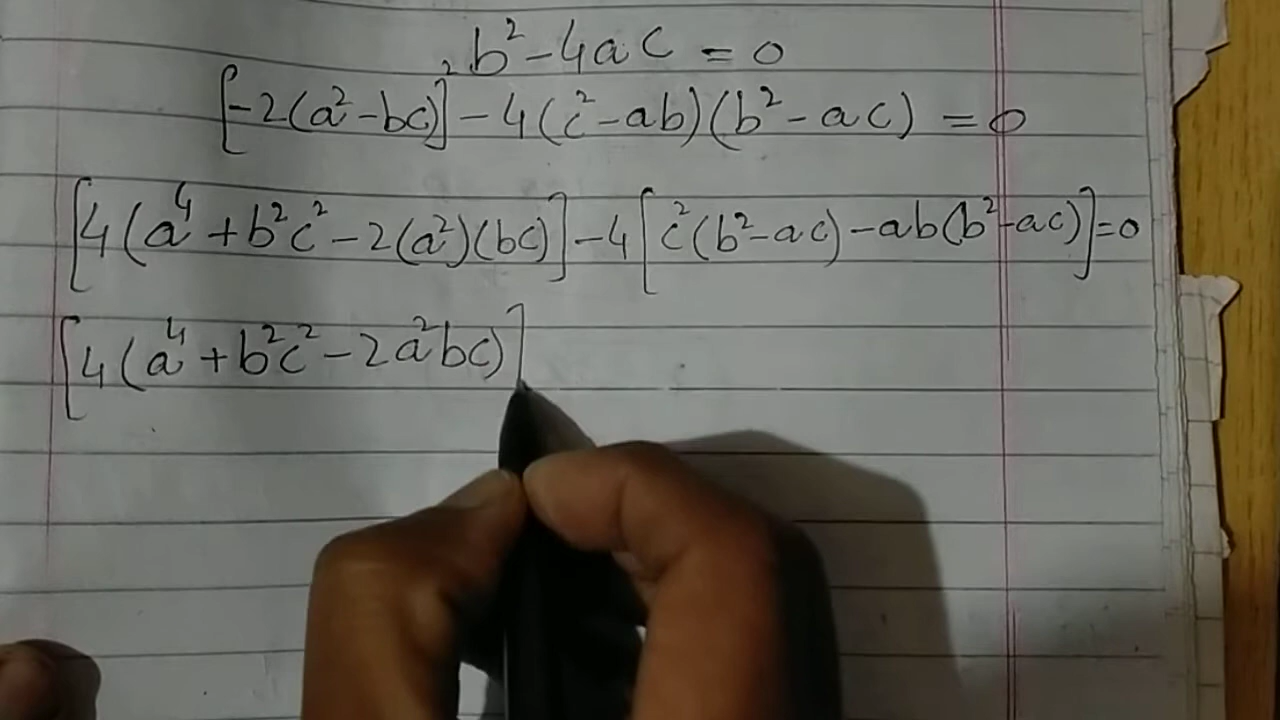 b² - 4ac = 0
[-2(a² - bc)]² - 4(c² - ab)(b² - ac) = 0
[4(a⁴ + b²c² - 2(a²)(bc)] - 4[c²(b² - ac) - ab(b² - ac)] = 0
[4(a⁴ + b²c² - 2a²bc)]